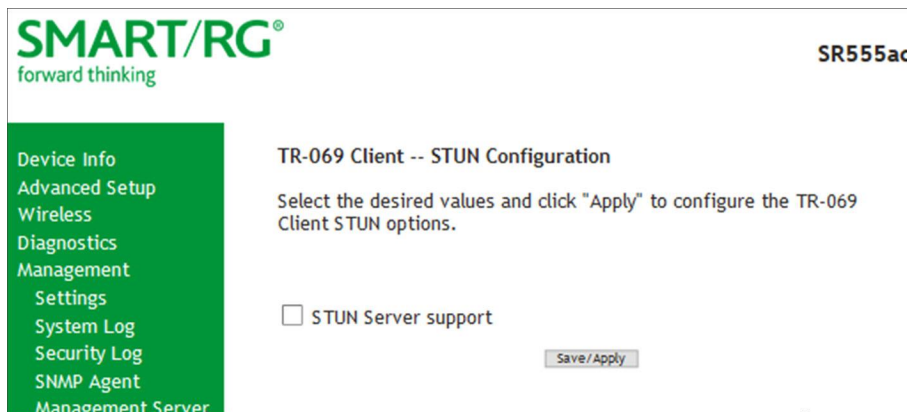 SMART/RG®
forward thinking
SR555ac
Device Info
Advanced Setup
Wireless
Diagnostics
Management
Settings
System Log
Security Log
SNMP Agent
Management Server
TR-069 Client -- STUN Configuration
Select the desired values and click "Apply" to configure the TR-069
Client STUN options.
STUN Server support
Save/Apply